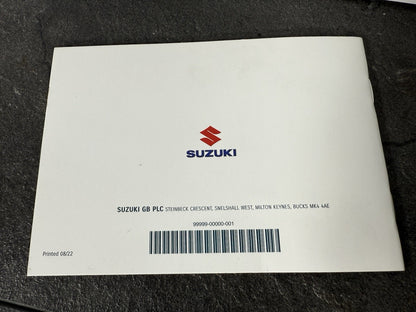 SUZUKI
SUZUKI GB PLC STEINBECK CRESCENT, SNELSHALL WEST, MILTON KEYNES, BUCKS MK4 4AE
99999-00000-001
Printed 08/22